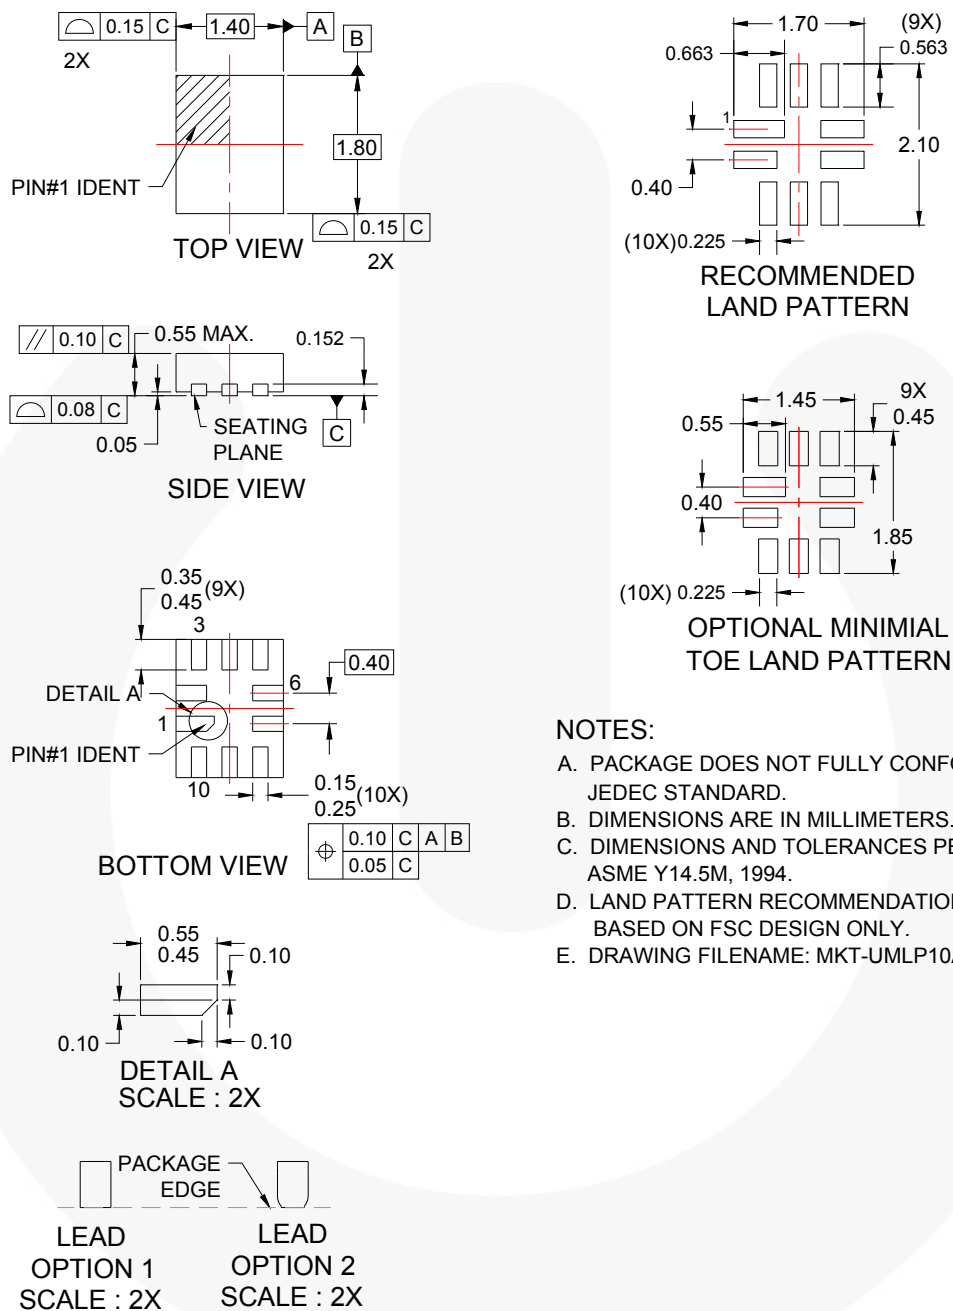 0.15 C
1.40
A
B
2X
1.80
PIN#1 IDENT
0.15 C
TOP VIEW
2X
1.70
(9X)
0.663
0.563
1
2.10
0.40
(10X)0.225
RECOMMENDED
LAND PATTERN
// 0.10 C
0.55 MAX.
0.152
0.08 C
0.05
SEATING
PLANE
C
SIDE VIEW
1.45
9X
0.45
0.55
0.40
1.85
(10X) 0.225
OPTIONAL MINIMIAL
TOE LAND PATTERN
0.35
0.45 (9X)
3
0.40
DETAIL A
6
1
PIN#1 IDENT
10
0.15
0.25 (10X)
0.10 C A B
0.05 C
BOTTOM VIEW
NOTES:
A. PACKAGE DOES NOT FULLY CONFO
JEDEC STANDARD.
B. DIMENSIONS ARE IN MILLIMETERS.
C. DIMENSIONS AND TOLERANCES PE
ASME Y14.5M, 1994.
D. LAND PATTERN RECOMMENDATION
BASED ON FSC DESIGN ONLY.
E. DRAWING FILENAME: MKT-UMLP10A
0.55
0.45
0.10
0.10
0.10
DETAIL A
SCALE : 2X
PACKAGE
EDGE
LEAD
OPTION 1
SCALE : 2X
LEAD
OPTION 2
SCALE : 2X